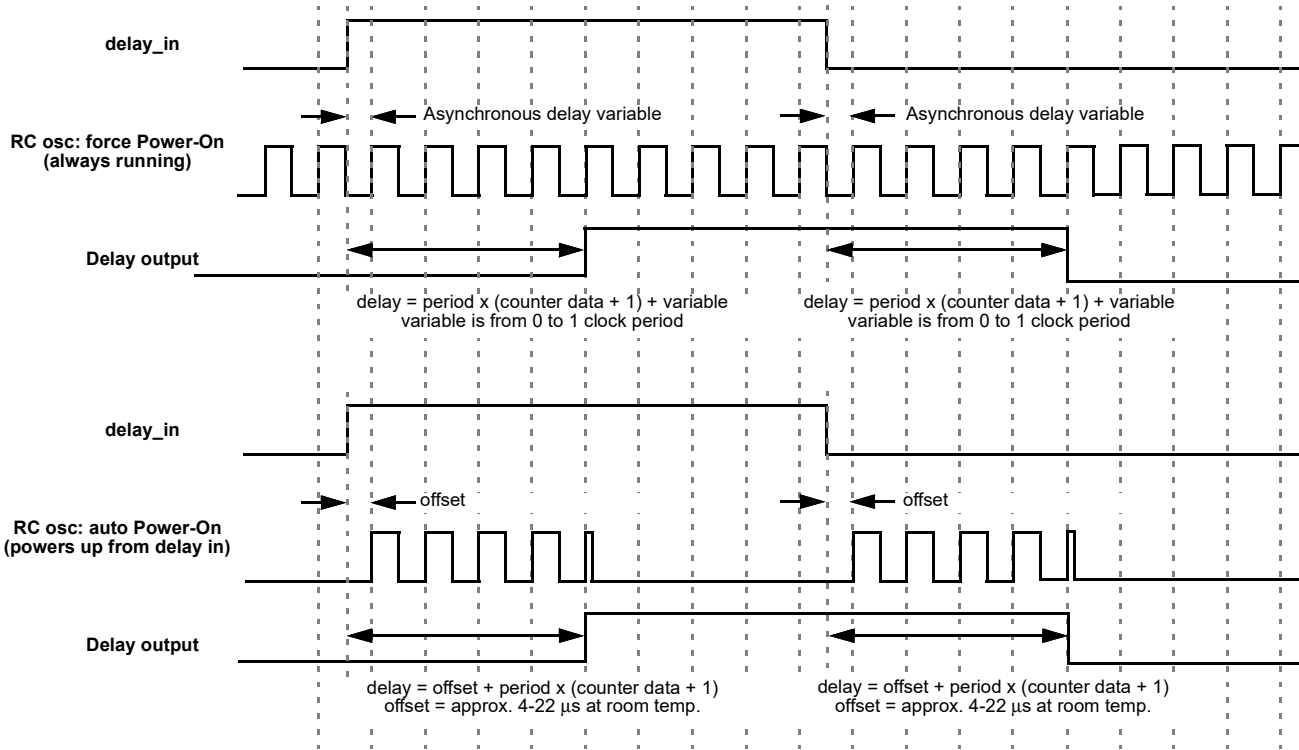 delay_in
Asynchronous delay variable
Asynchronous delay variable
RC osc: force Power-On
(always running)
Delay output
delay = period x (counter data + 1) + variable
variable is from 0 to 1 clock period
delay = period x (counter data + 1) + variable
variable is from 0 to 1 clock period
delay_in
offset
offset
RC osc: auto Power-On
(powers up from delay in)
Delay output
delay = offset + period x (counter data + 1)
offset = approx. 4-22 μs at room temp.
delay = offset + period x (counter data + 1)
offset = approx. 4-22 μs at room temp.